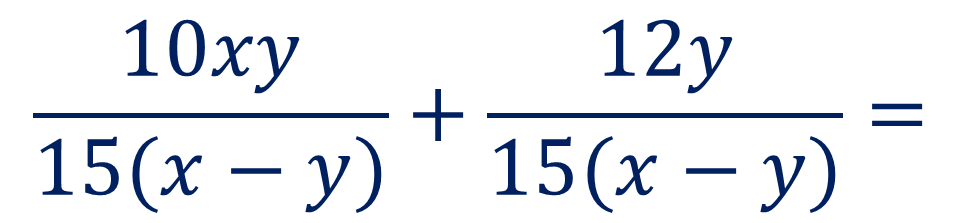 10xy / 15(x − y) + 12y / 15(x − y) =